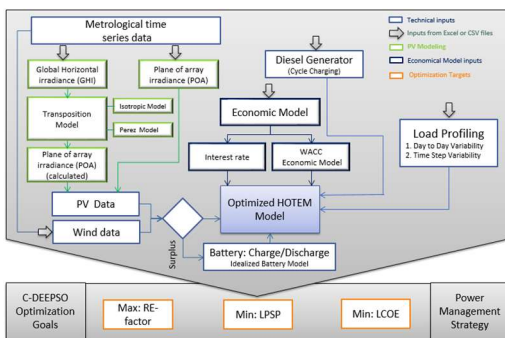 Metrological time
series data
Global Horizontal
irradiance (GHI)
Plane of array
irradiance (POA)
Transposition
Model
Isotropic Model
Perez Model
Plane of array
irradiance (POA)
(calculated)
PV Data
Wind data
Surplus
Diesel Generator
(Cycle Charging)
Economic Model
Interest rate
WACC
Economic Model
Optimized HOTEM
Model
Battery: Charge/Discharge
Idealized Battery Model
Technical inputs
Inputs from Excel or CSV files
PV Modeling
Economical Model inputs
Optimization Targets
Load Profiling
1. Day to Day Variability
2. Time Step Variability
C-DEEPSO
Optimization
Goals
Max: RE-
factor
Min: LPSP
Min: LCOE
Power
Management
Strategy